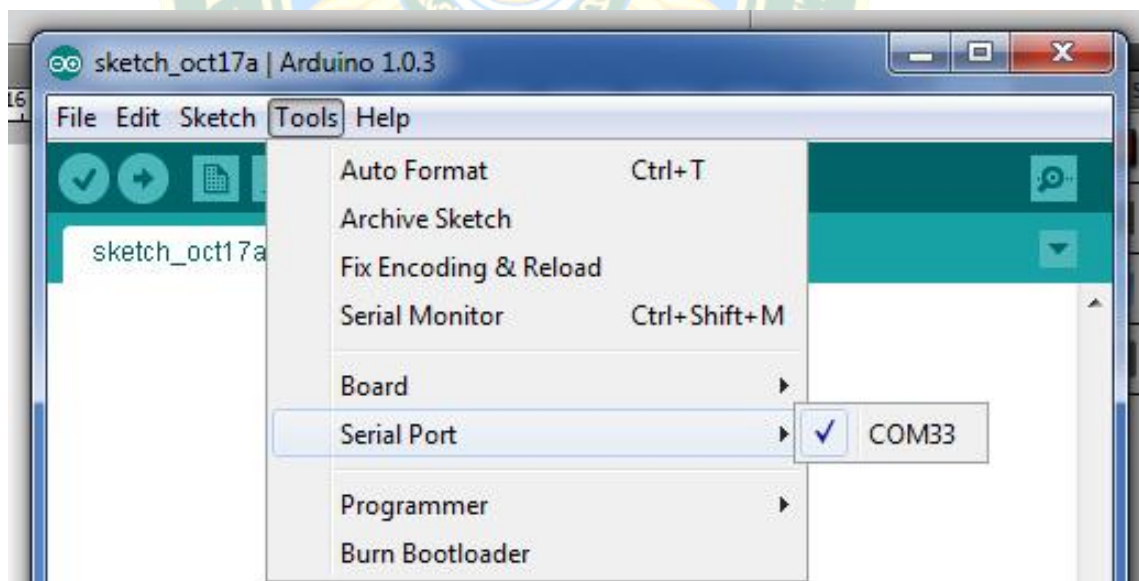 sketch_oct17a | Arduino 1.0.3
16
File Edit Sketch Tools Help
Auto Format Ctrl+T
Archive Sketch
sketch_oct17a
Fix Encoding & Reload
Serial Monitor Ctrl+Shift+M
Board
Serial Port COM33
Programmer
Burn Bootloader